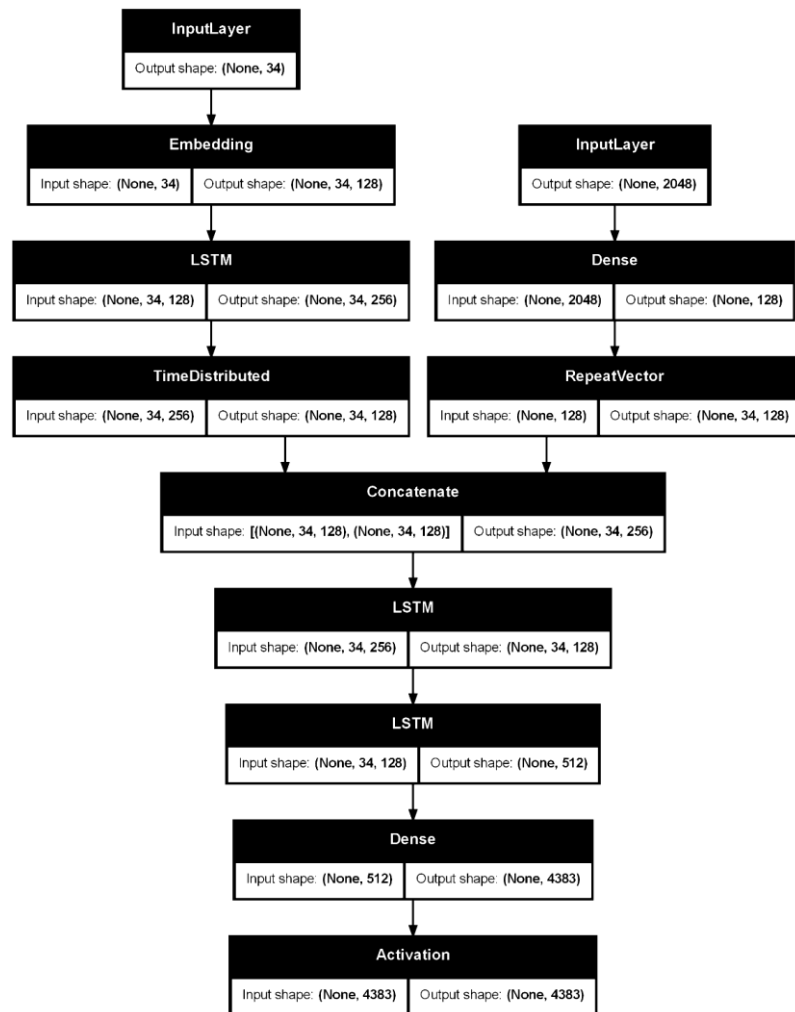 InputLayer
Output shape: (None, 34)
Embedding
Input shape: (None, 34) Output shape: (None, 34, 128)
InputLayer
Output shape: (None, 2048)
LSTM
Input shape: (None, 34, 128) Output shape: (None, 34, 256)
Dense
Input shape: (None, 2048) Output shape: (None, 128)
TimeDistributed
Input shape: (None, 34, 256) Output shape: (None, 34, 128)
RepeatVector
Input shape: (None, 128) Output shape: (None, 34, 128)
Concatenate
Input shape: [(None, 34, 128), (None, 34, 128)] Output shape: (None, 34, 256)
LSTM
Input shape: (None, 34, 256) Output shape: (None, 34, 128)
LSTM
Input shape: (None, 34, 128) Output shape: (None, 512)
Dense
Input shape: (None, 512) Output shape: (None, 4383)
Activation
Input shape: (None, 4383) Output shape: (None, 4383)